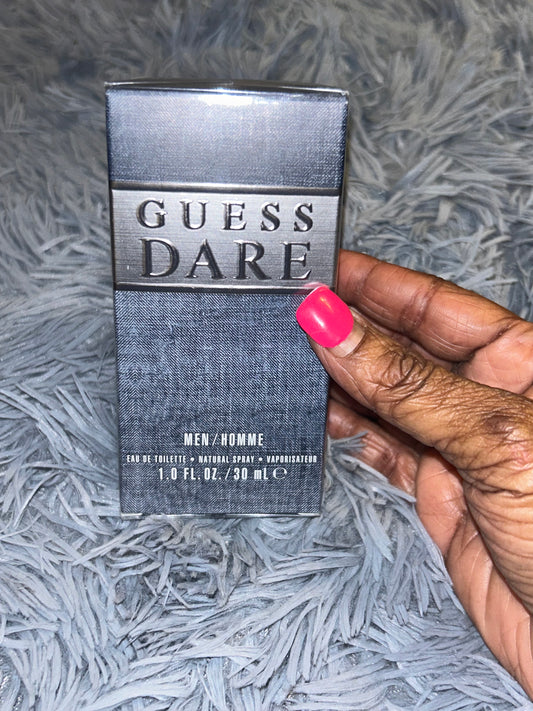 GUESS
DARE
MEN/HOMME
EAU DE TOILETTE • NATURAL SPRAY • VAPORISATEUR
1.0 FL. OZ./30 mL ℮